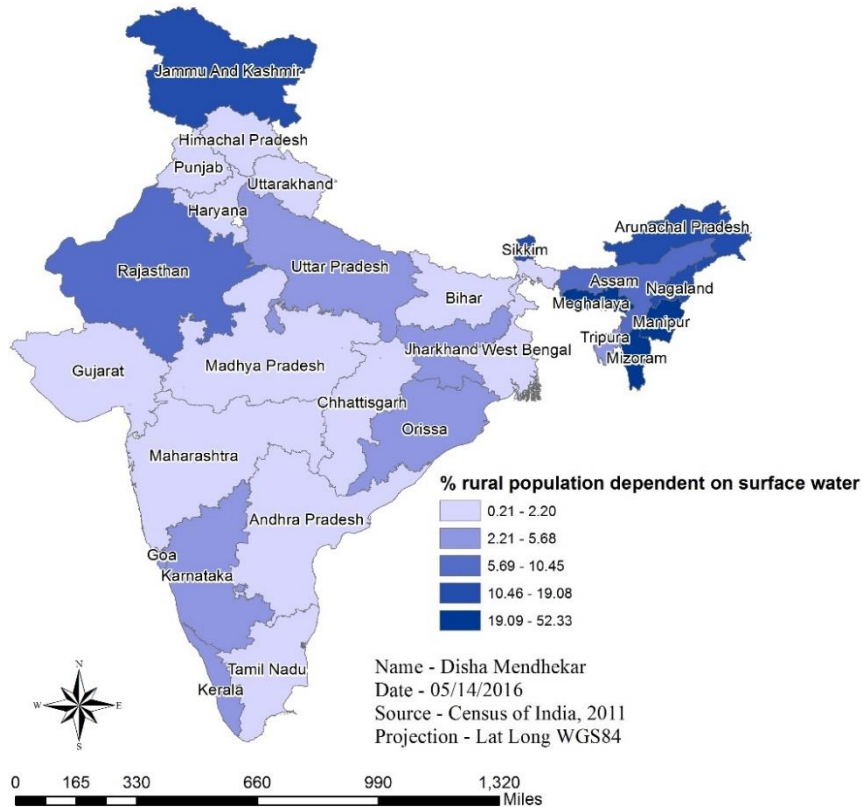 Jammu And Kashmir
Himachal Pradesh
Punjab
Uttarakhand
Haryana
Rajasthan
Uttar Pradesh
Sikkim
Arunachal Pradesh
Assam
Nagaland
Bihar
Meghalaya
Manipur
Tripura
Mizoram
Gujarat
Madhya Pradesh
Jharkhand
West Bengal
Chhattisgarh
Orissa
Maharashtra
Andhra Pradesh
Goa
Karnataka
Tamil Nadu
Kerala
% rural population dependent on surface water
0.21 - 2.20
2.21 - 5.68
5.69 - 10.45
10.46 - 19.08
19.09 - 52.33
Name - Disha Mendhekar
Date - 05/14/2016
Source - Census of India, 2011
Projection - Lat Long WGS84
N
W E
S
0 165 330 660 990 1,320
Miles